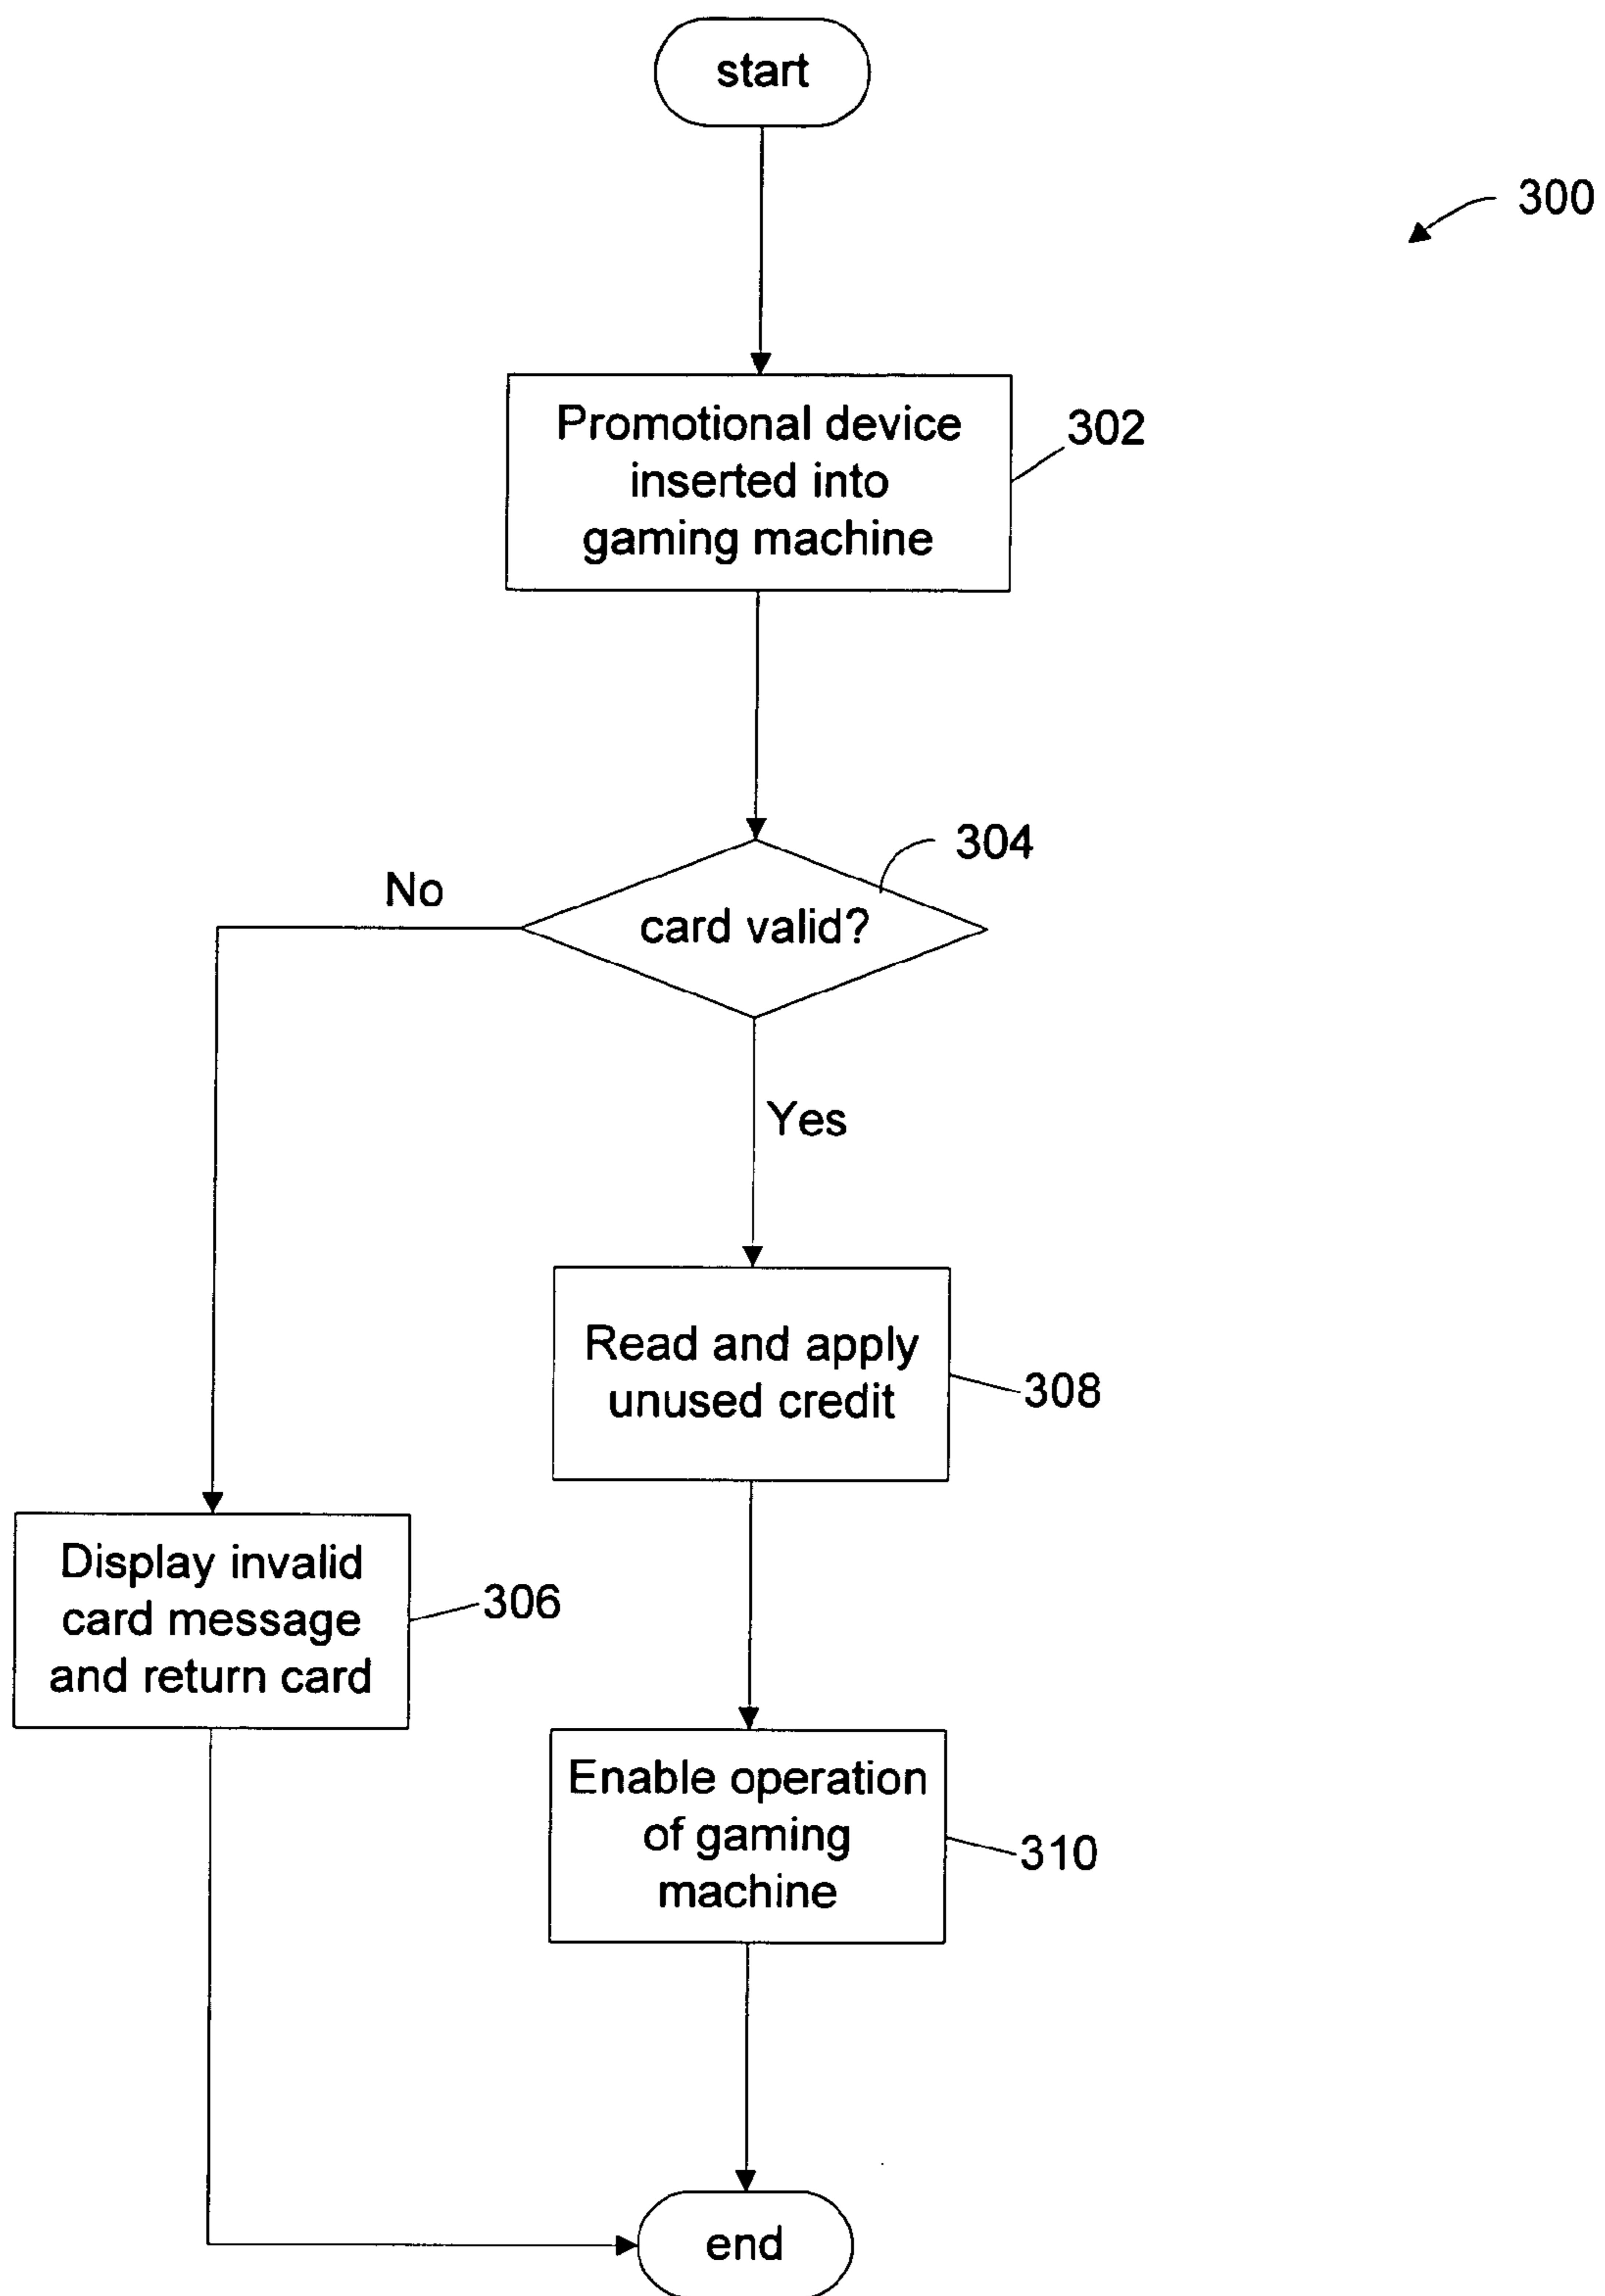 start
300
Promotional device
inserted into
gaming machine
302
304
No
card valid?
Yes
Read and apply
unused credit
308
Display invalid
card message
and return card
306
Enable operation
of gaming
machine
310
end